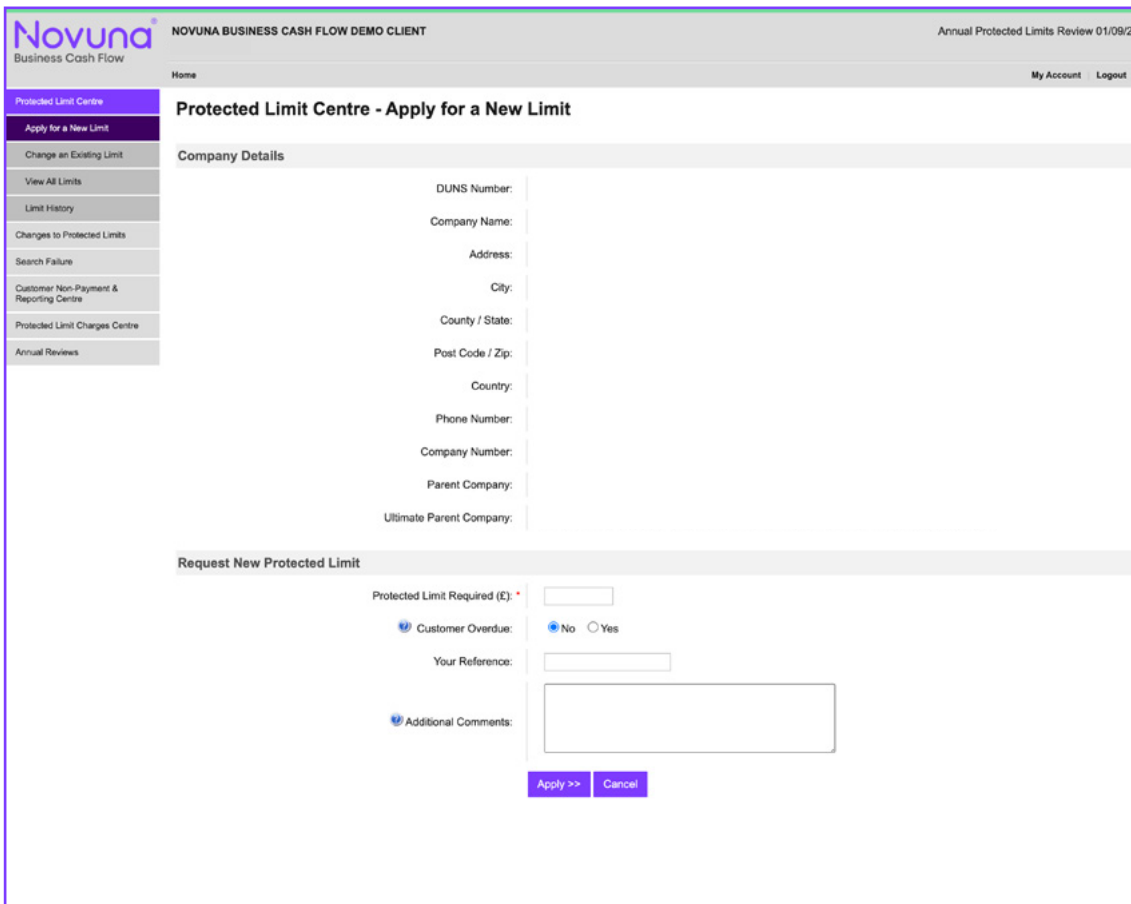 Novuna
Business Cash Flow
NOVUNA BUSINESS CASH FLOW DEMO CLIENT
Annual Protected Limits Review 01/09/2
Home
My Account
Logout
Protected Limit Centre
Apply for a New Limit
Change an Existing Limit
View All Limits
Limit History
Changes to Protected Limits
Search Failure
Customer Non-Payment &
Reporting Centre
Protected Limit Charges Centre
Annual Reviews
Protected Limit Centre - Apply for a New Limit
Company Details
DUNS Number:
Company Name:
Address:
City:
County / State:
Post Code / Zip:
Country:
Phone Number:
Company Number:
Parent Company:
Ultimate Parent Company:
Request New Protected Limit
Protected Limit Required (£): *
? Customer Overdue: No Yes
Your Reference:
? Additional Comments:
Apply >> Cancel